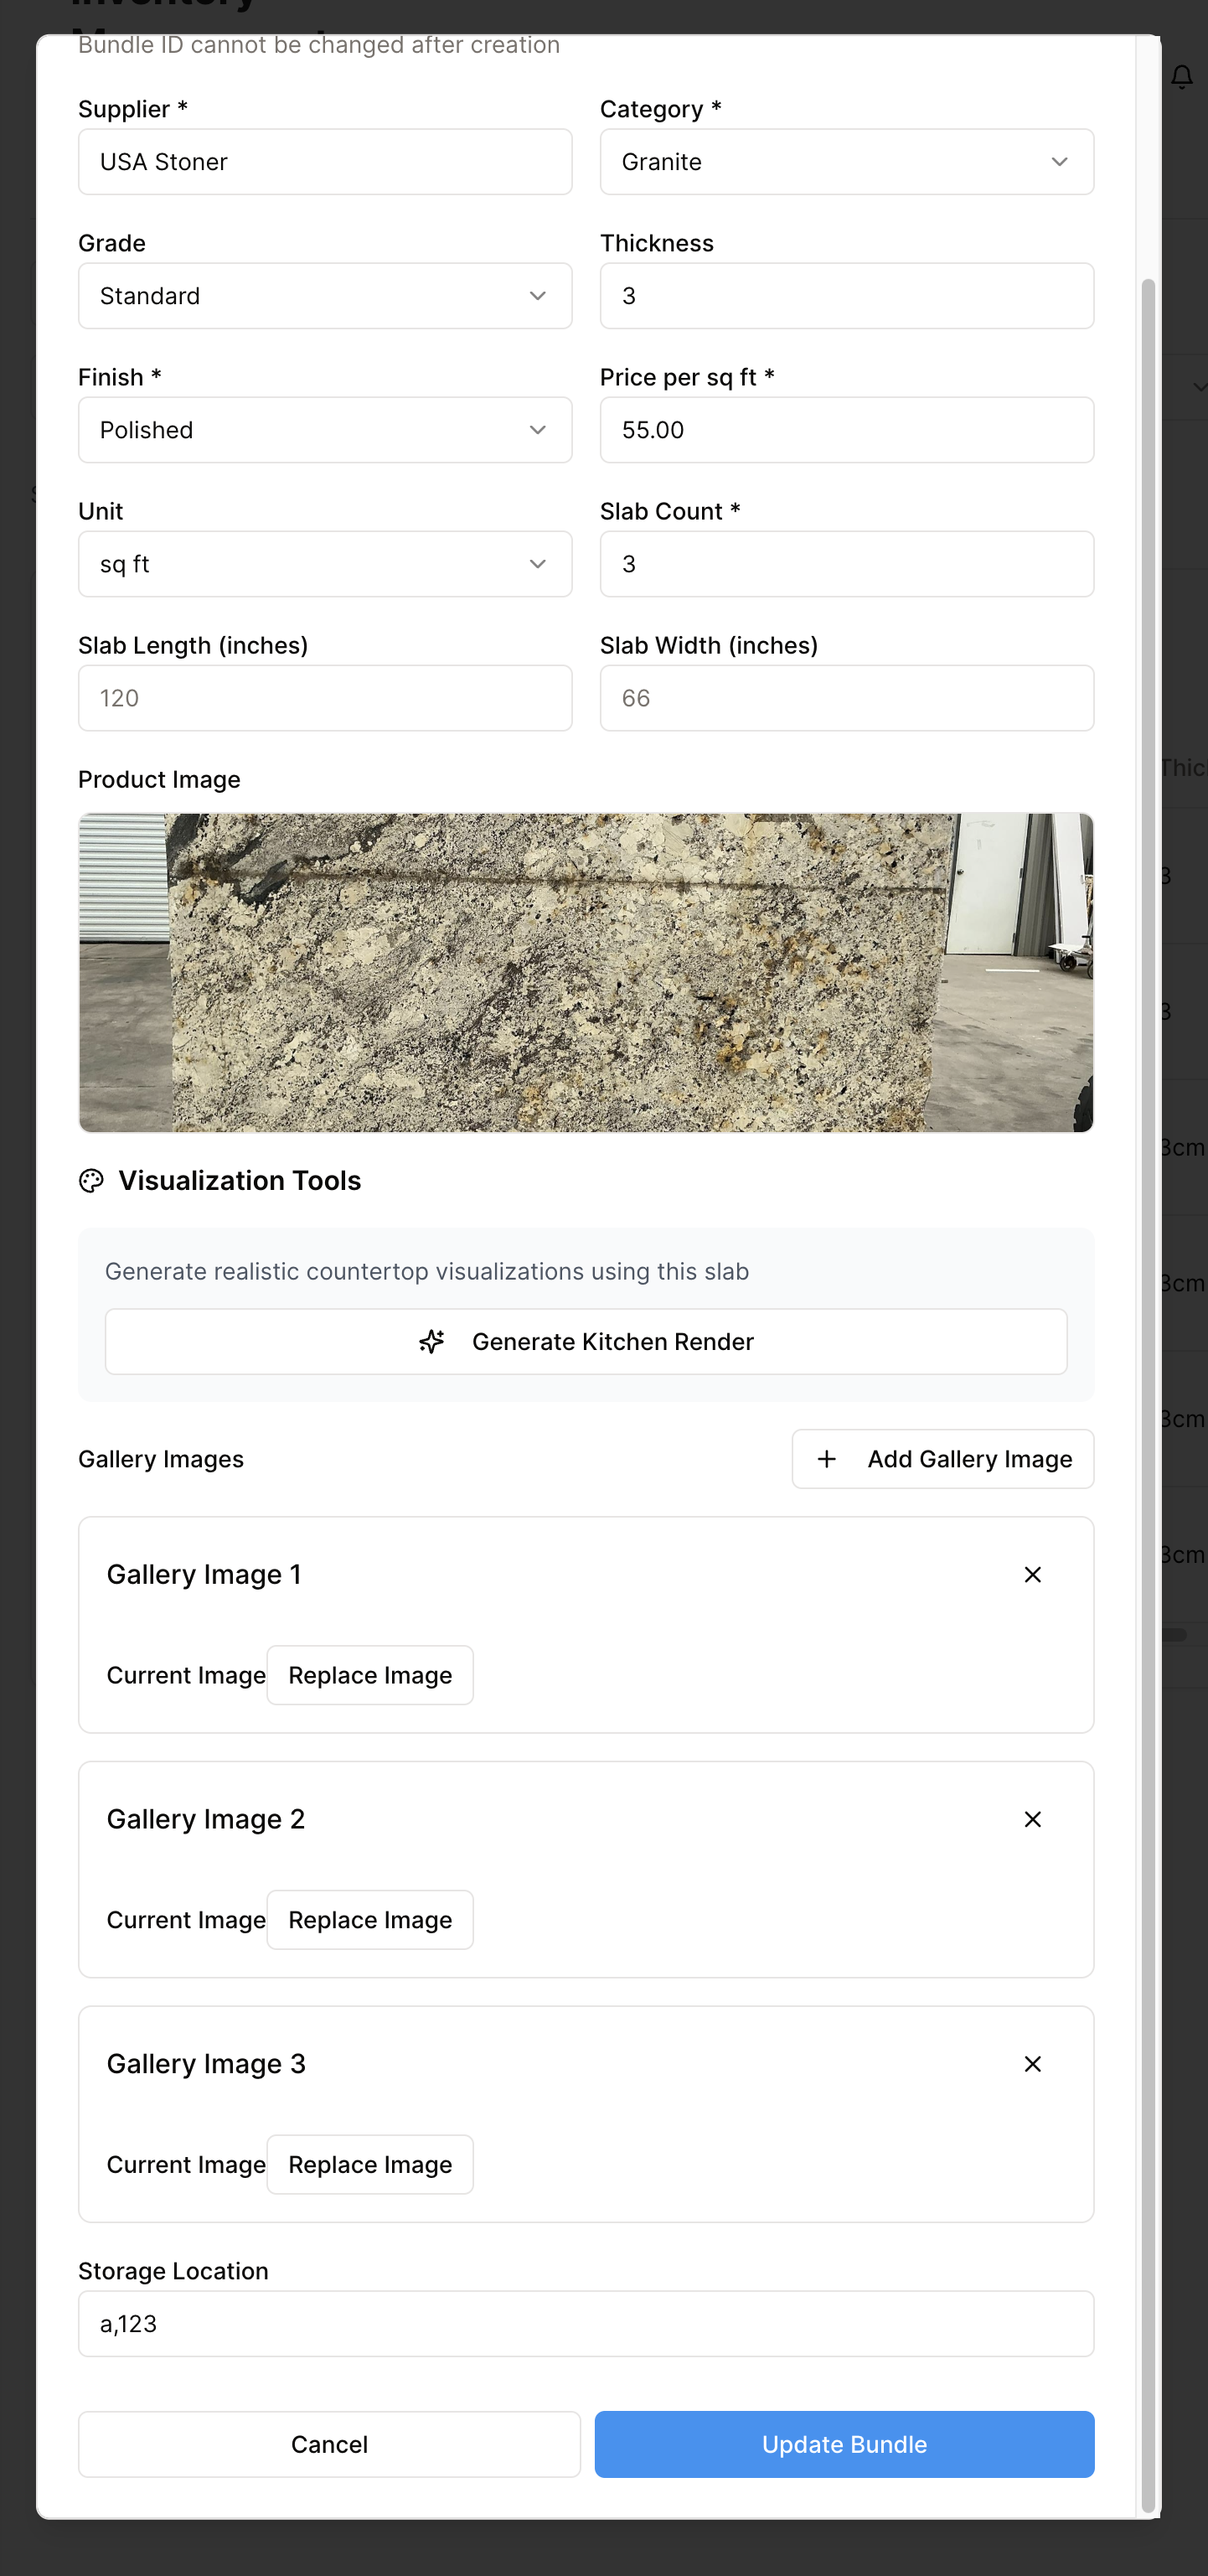 Inventory
Bundle ID cannot be changed after creation
Supplier *
Category *
USA Stoner
Granite
Grade
Thickness
Standard
3
Finish *
Price per sq ft *
Polished
55.00
Unit
Slab Count *
sq ft
3
Slab Length (inches)
Slab Width (inches)
120
66
Product Image
Visualization Tools
Generate realistic countertop visualizations using this slab
Generate Kitchen Render
Gallery Images
Add Gallery Image
Gallery Image 1
Current Image
Replace Image
Gallery Image 2
Current Image
Replace Image
Gallery Image 3
Current Image
Replace Image
Storage Location
a,123
Cancel
Update Bundle
3
3
3cm
3cm
3cm
3cm